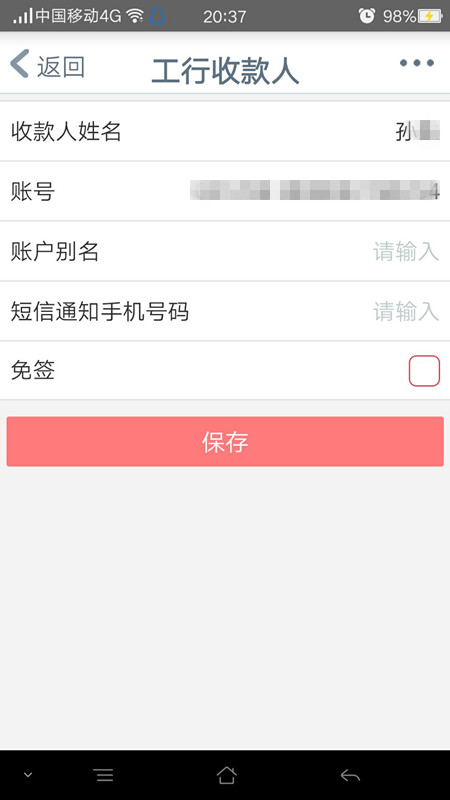 中国移动4G 20:37 98%
返回 工行收款人
收款人姓名 孙
账号 4
账户别名 请输入
短信通知手机号码 请输入
免签
保存